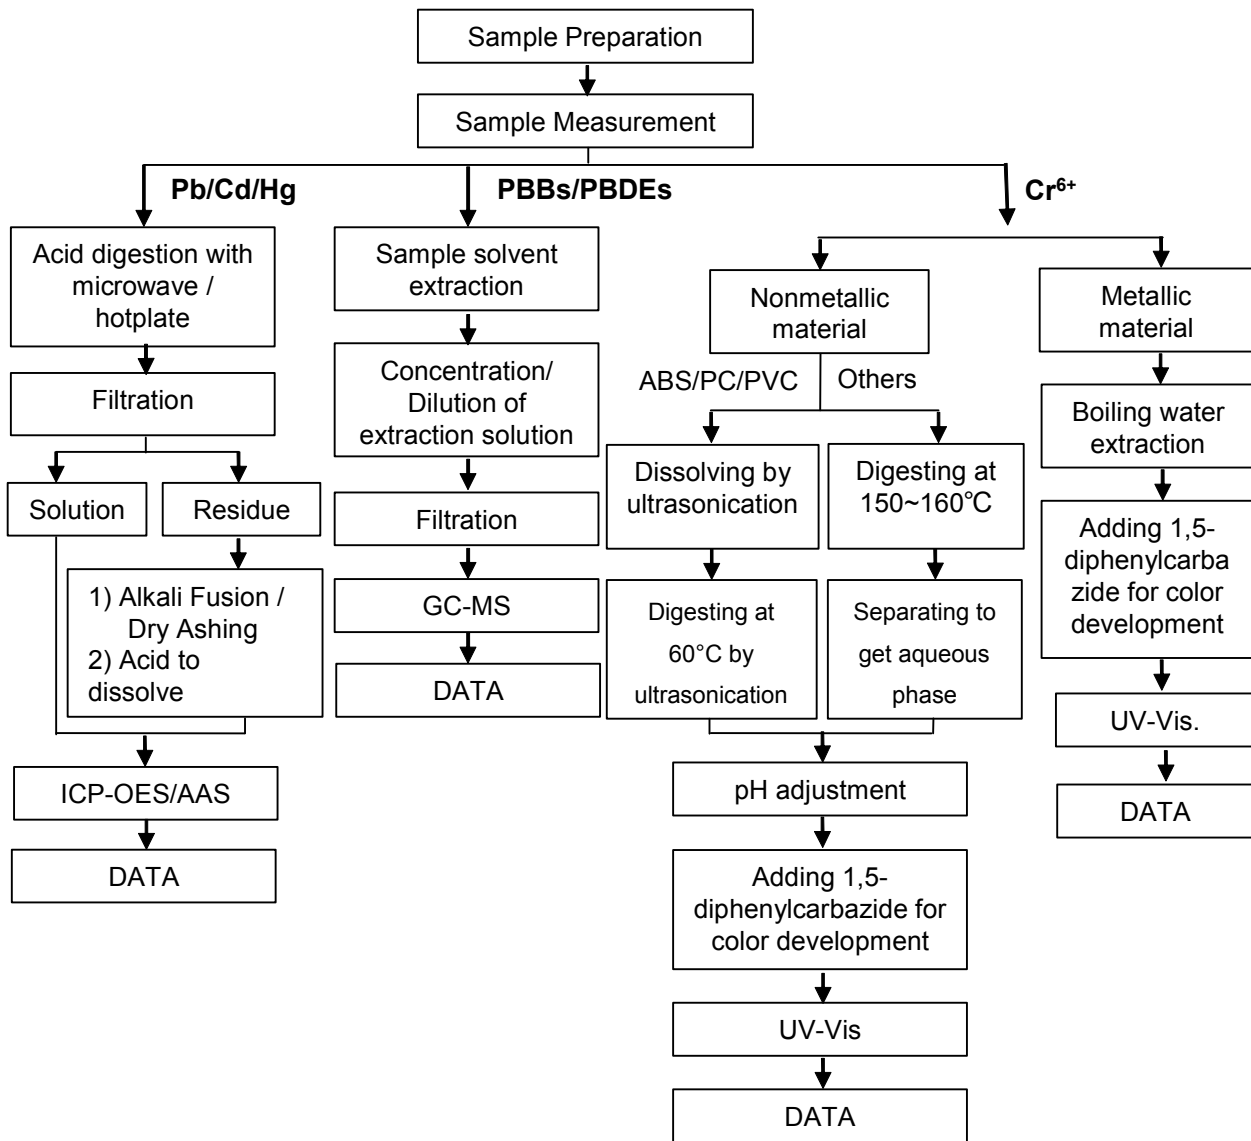 Sample Preparation
Sample Measurement
Pb/Cd/Hg
PBBs/PBDEs
Cr⁶⁺
Acid digestion with
microwave /
hotplate
Filtration
Solution
Residue
1) Alkali Fusion /
Dry Ashing
2) Acid to
dissolve
ICP-OES/AAS
DATA
Sample solvent
extraction
Concentration/
Dilution of
extraction solution
Filtration
GC-MS
DATA
Nonmetallic
material
ABS/PC/PVC
Others
Dissolving by
ultrasonication
Digesting at
60°C by
ultrasonication
Digesting at
150~160℃
Separating to
get aqueous
phase
pH adjustment
Adding 1,5-
diphenylcarbazide for
color development
UV-Vis
DATA
Metallic
material
Boiling water
extraction
Adding 1,5-
diphenylcarba
zide for color
development
UV-Vis.
DATA